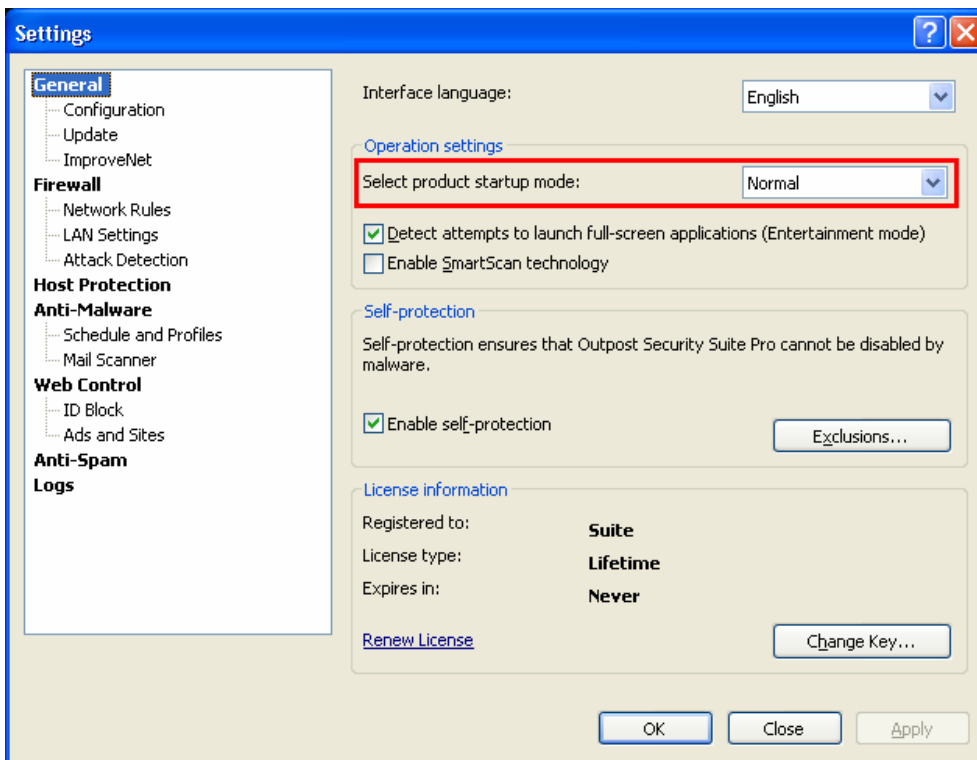 Settings
General
Configuration
Update
ImproveNet
Firewall
Network Rules
LAN Settings
Attack Detection
Host Protection
Anti-Malware
Schedule and Profiles
Mail Scanner
Web Control
ID Block
Ads and Sites
Anti-Spam
Logs
Interface language: English
Operation settings
Select product startup mode: Normal
Detect attempts to launch full-screen applications (Entertainment mode)
Enable SmartScan technology
Self-protection
Self-protection ensures that Outpost Security Suite Pro cannot be disabled by
malware.
Enable self-protection
Exclusions...
License information
Registered to: Suite
License type: Lifetime
Expires in: Never
Renew License
Change Key...
OK Close Apply